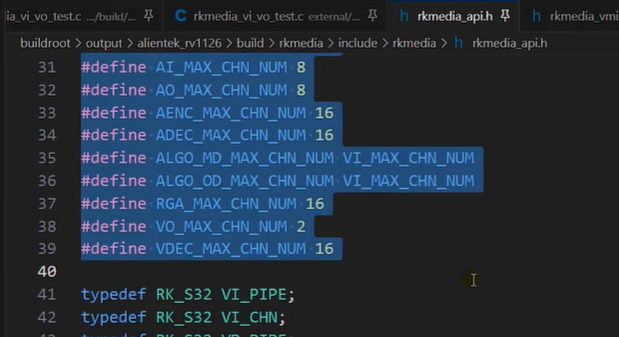 ia_vi_vo_test.c .../build/...
rkmedia_vi_vo_test.c external/...
h rkmedia_api.h
h rkmedia_vmi
buildroot > output > alientek_rv1126 > build > rkmedia > include > rkmedia > h rkmedia_api.h
31 #define AI_MAX_CHN_NUM 8
32 #define AO_MAX_CHN_NUM 8
33 #define AENC_MAX_CHN_NUM 16
34 #define ADEC_MAX_CHN_NUM 16
35 #define ALGO_MD_MAX_CHN_NUM VI_MAX_CHN_NUM
36 #define ALGO_OD_MAX_CHN_NUM VI_MAX_CHN_NUM
37 #define RGA_MAX_CHN_NUM 16
38 #define VO_MAX_CHN_NUM 2
39 #define VDEC_MAX_CHN_NUM 16
40
41 typedef RK_S32 VI_PIPE;
42 typedef RK_S32 VI_CHN;